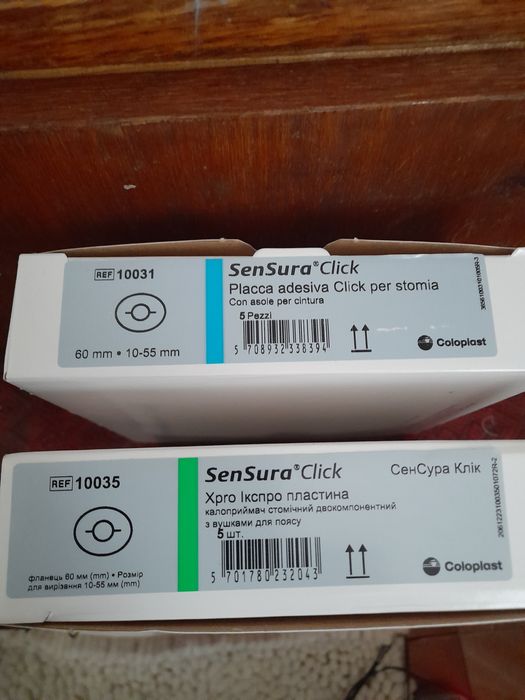 REF 10031
60 mm • 10-55 mm
SenSura® Click
Placca adesiva Click per stomia
Con asole per cintura
5 Pezzi
5 708932 338394
Coloplast
REF 10035
фланець 60 мм (mm) • Розмір
для вирізання 10-55 мм (mm)
SenSura® Click
СенСура Клік
Xpro Ікспро пластина
калоприймач стомічний двокомпонентний
з вушками для поясу
5 шт.
5 701780 232043
Coloplast